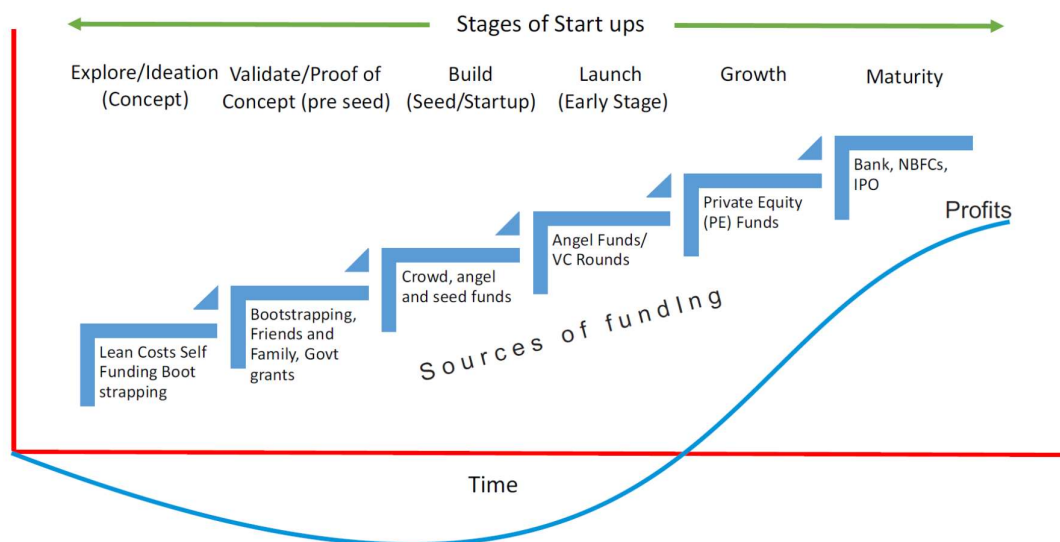 Stages of Start ups
Explore/Ideation
(Concept)
Validate/Proof of
Concept (pre seed)
Build
(Seed/Startup)
Launch
(Early Stage)
Growth
Maturity
Lean Costs Self
Funding Boot
strapping
Bootstrapping,
Friends and
Family, Govt
grants
Crowd, angel
and seed funds
Angel Funds/
VC Rounds
Private Equity
(PE) Funds
Bank, NBFCs,
IPO
Profits
Sources of fundIng
Time